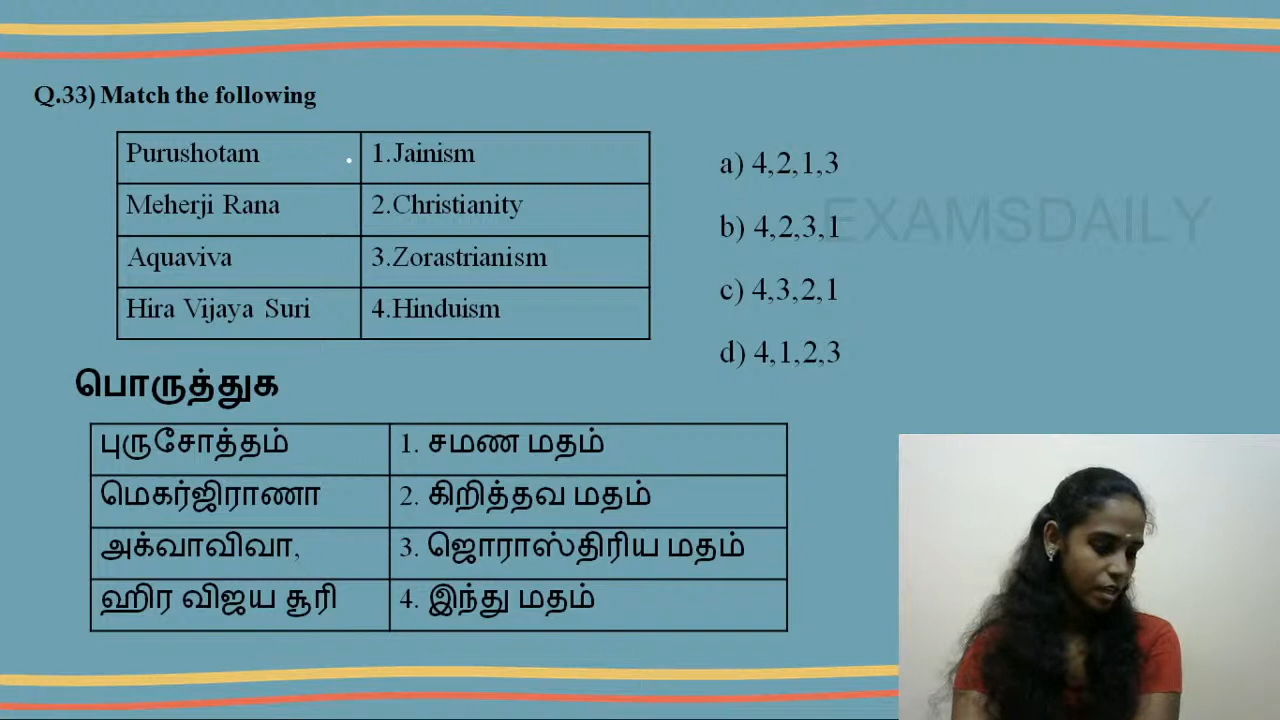 Q.33) Match the following
Purushotam 1.Jainism
Meherji Rana 2.Christianity
Aquaviva 3.Zorastrianism
Hira Vijaya Suri 4.Hinduism
a) 4,2,1,3
b) 4,2,3,1
c) 4,3,2,1
d) 4,1,2,3
EXAMSDAILY
பொருத்துக
புருசோத்தம் 1. சமண மதம்
மெகர்ஜிராணா 2. கிறித்தவ மதம்
அக்வாவிவா, 3. ஜொராஸ்திரிய மதம்
ஹிர விஜய சூரி 4. இந்து மதம்